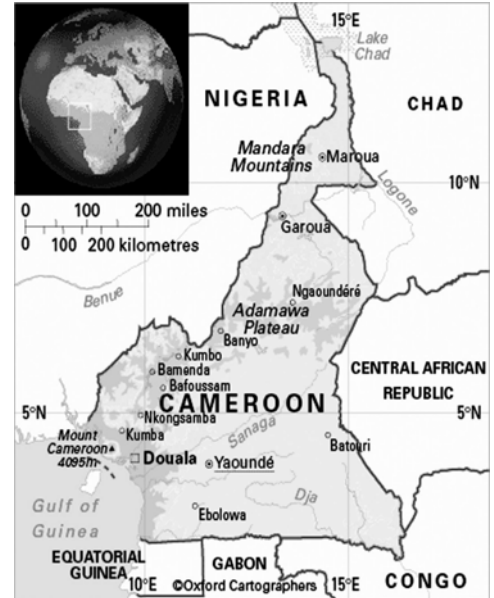 15°E
Lake
Chad
NIGERIA
CHAD
Mandara
Mountains
Maroua
Logone
10°N
0 100 200 miles
0 100 200 kilometres
Garoua
Benue
Ngaoundéré
Adamawa
Plateau
Banyo
Kumbo
Bamenda
Bafoussam
CENTRAL AFRICAN
REPUBLIC
CAMEROON
5°N
5°N
Nkongsamba
Sanaga
Mount
Cameroon
4095m
Kumba
Batouri
Douala
Yaoundé
Dja
Gulf of
Guinea
Ebolowa
EQUATORIAL
GUINEA
GABON
CONGO
10°E
©Oxford Cartographers
15°E